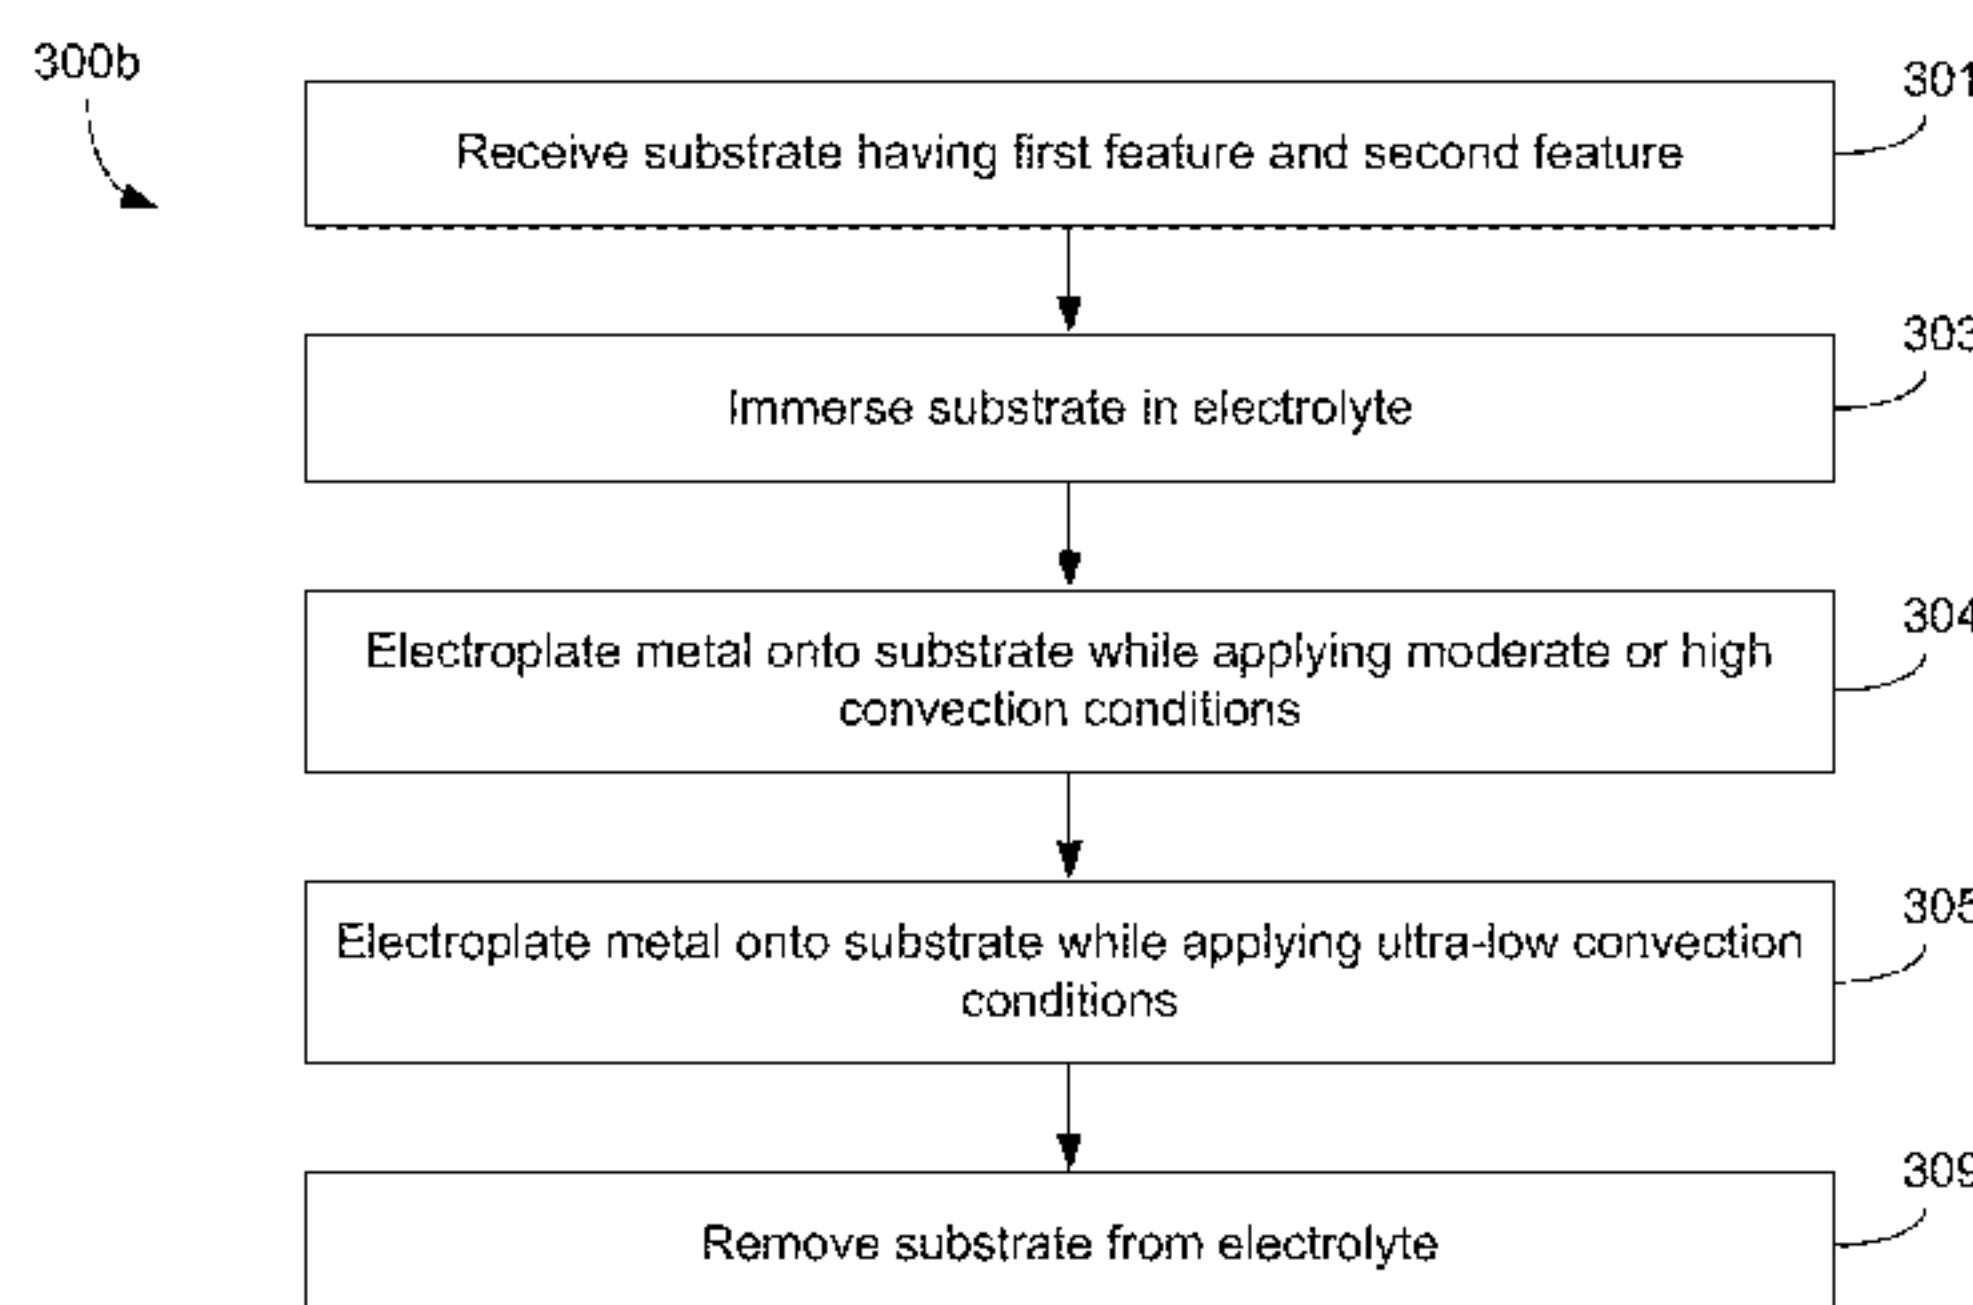 300b
301
Receive substrate having first feature and second feature
303
Immerse substrate in electrolyte
304
Electroplate metal onto substrate while applying moderate or high
convection conditions
305
Electroplate metal onto substrate while applying ultra-low convection
conditions
309
Remove substrate from electrolyte